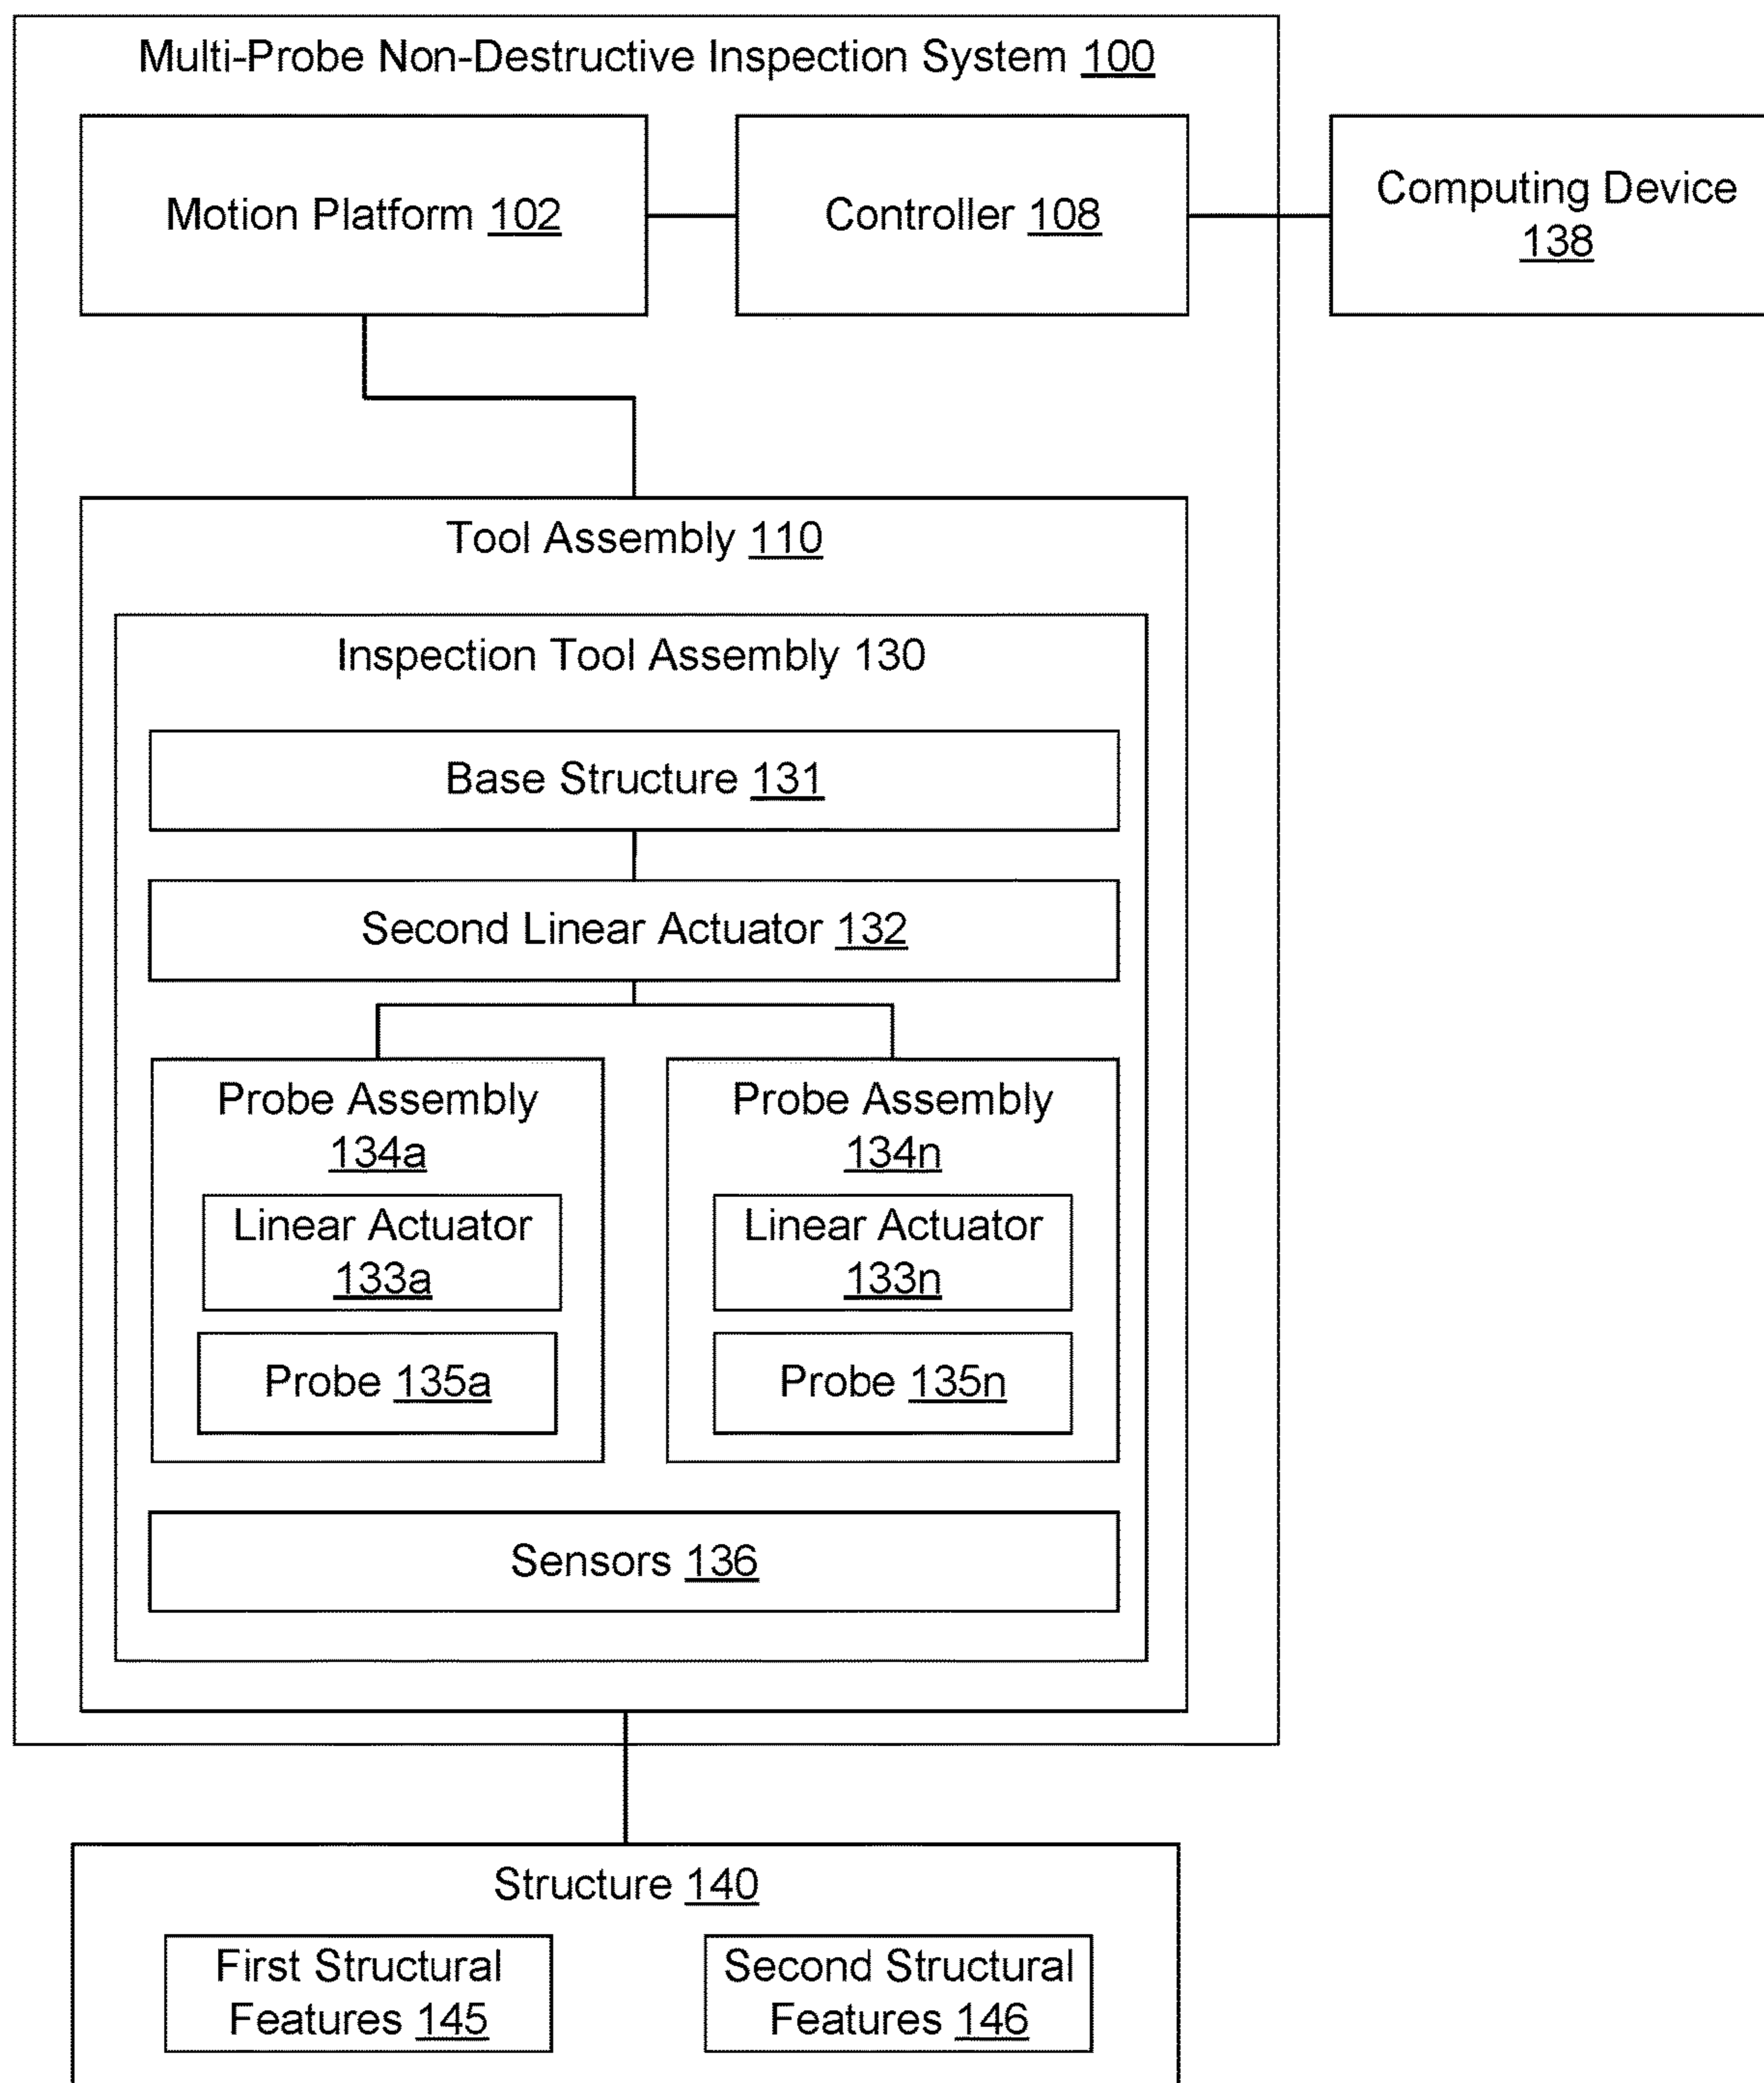 Multi-Probe Non-Destructive Inspection System 100
Motion Platform 102
Controller 108
Computing Device
138
Tool Assembly 110
Inspection Tool Assembly 130
Base Structure 131
Second Linear Actuator 132
Probe Assembly
134a
Linear Actuator
133a
Probe 135a
Probe Assembly
134n
Linear Actuator
133n
Probe 135n
Sensors 136
Structure 140
First Structural
Features 145
Second Structural
Features 146